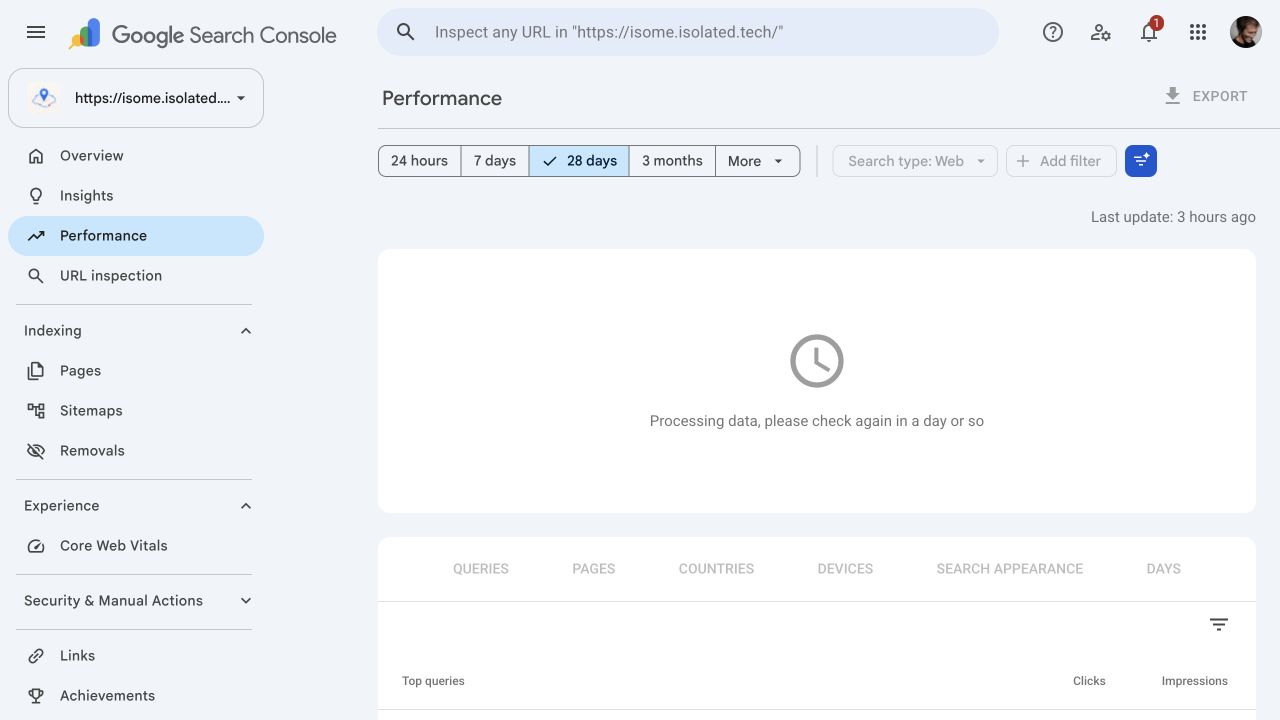 Google Search Console
Inspect any URL in "https://isome.isolated.tech/"
1
https://isome.isolated....
Performance
EXPORT
Overview
Insights
Performance
URL inspection
Indexing
Pages
Sitemaps
Removals
Experience
Core Web Vitals
Security & Manual Actions
Links
Achievements
24 hours
7 days
28 days
3 months
More
Search type: Web
Add filter
Last update: 3 hours ago
Processing data, please check again in a day or so
QUERIES PAGES COUNTRIES DEVICES SEARCH APPEARANCE DAYS
Top queries Clicks Impressions